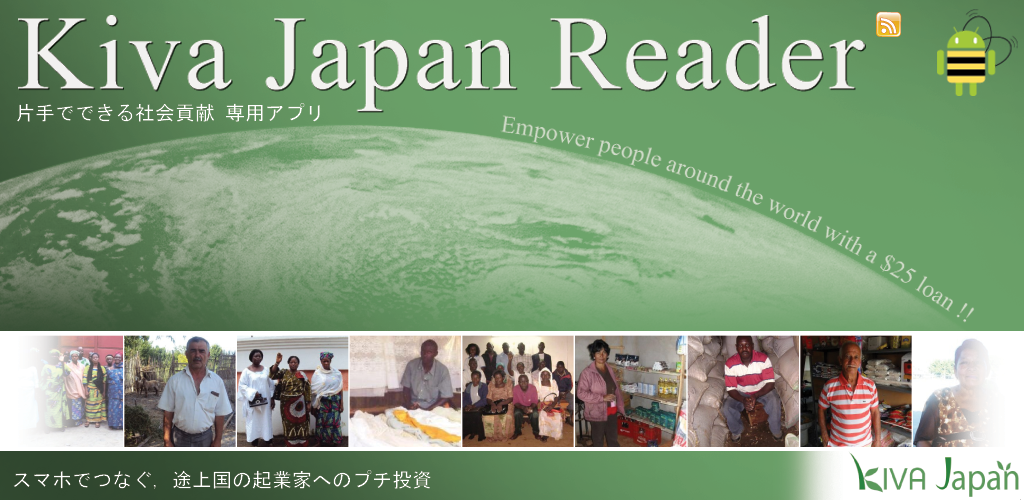 Kiva Japan Reader
片手でできる社会貢献 専用アプリ
Empower people around the world with a $25 loan !!
スマホでつなぐ，途上国の起業家へのプチ投資
KIVA Japan